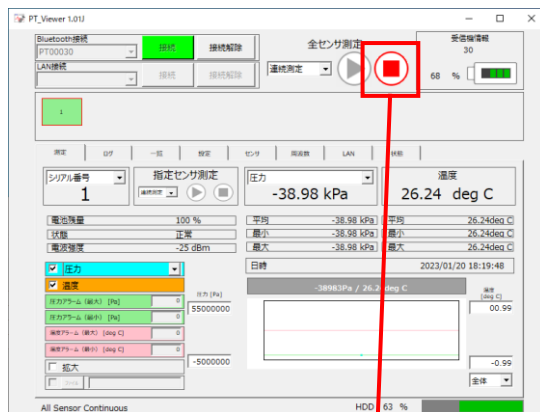 PT_Viewer 1.01J
Bluetooth接続
PT00030
接続
接続解除
LAN接続
接続
接続解除
全センサ測定
連続測定
受信機情報
30
68 %
1
測定 ログ 一覧 設定 センサ 周波数 LAN 状態
シリアル番号
1
指定センサ測定
連続測定
圧力
-38.98 kPa
温度
26.24 deg C
電池残量 100 %
状態 正常
電波強度 -25 dBm
平均 -38.98 kPa
最小 -38.98 kPa
最大 -38.98 kPa
平均 26.24deg C
最小 26.24deg C
最大 26.24deg C
圧力
温度
圧力アラーム (最大) [Pa] 0
圧力アラーム (最小) [Pa] 0
温度アラーム (最大) [deg C] 0
温度アラーム (最小) [deg C] 0
拡大
日時 2023/01/20 18:19:48
-38983Pa / 26.24deg C
圧力 [Pa]
55000000
-5000000
温度
[deg C]
00.99
-0.99
全体
All Sensor Continuous
HDD 63 %